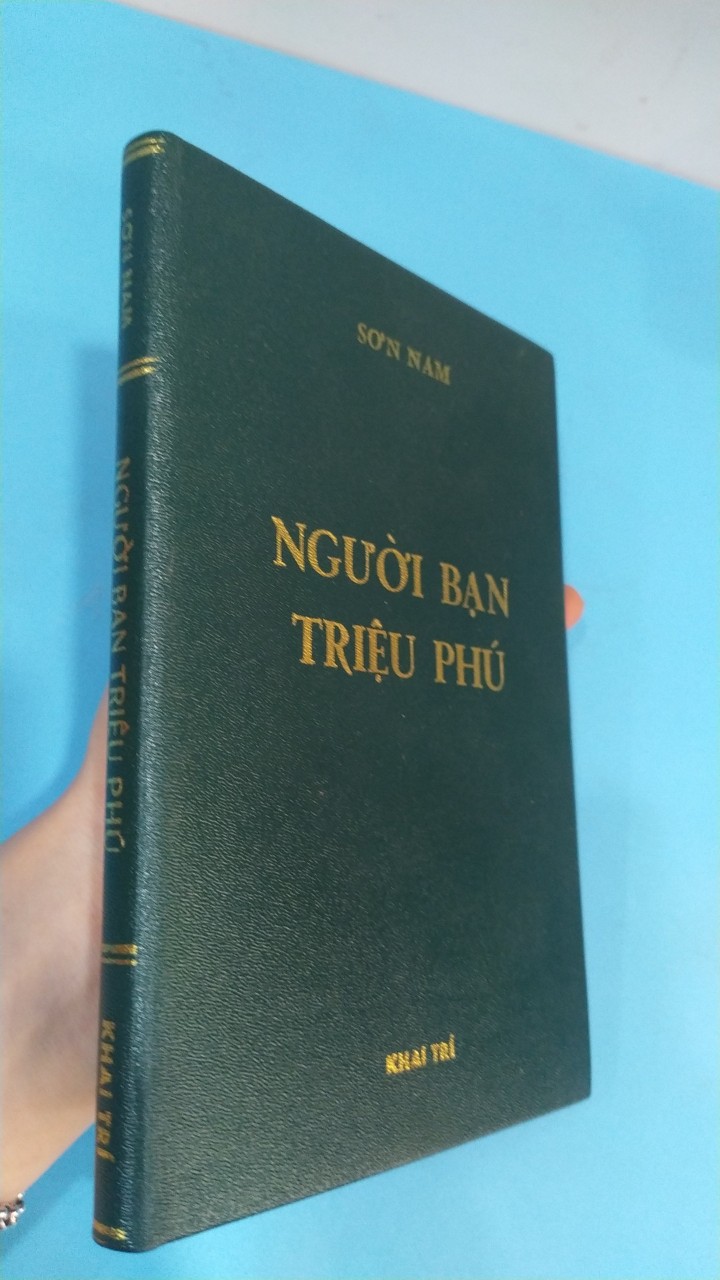 SƠN NAM
NGƯỜI BẠN
TRIỆU PHÚ
KHAI TRÍ
SƠN NAM
NGƯỜI BẠN TRIỆU PHÚ
KHAI TRÍ